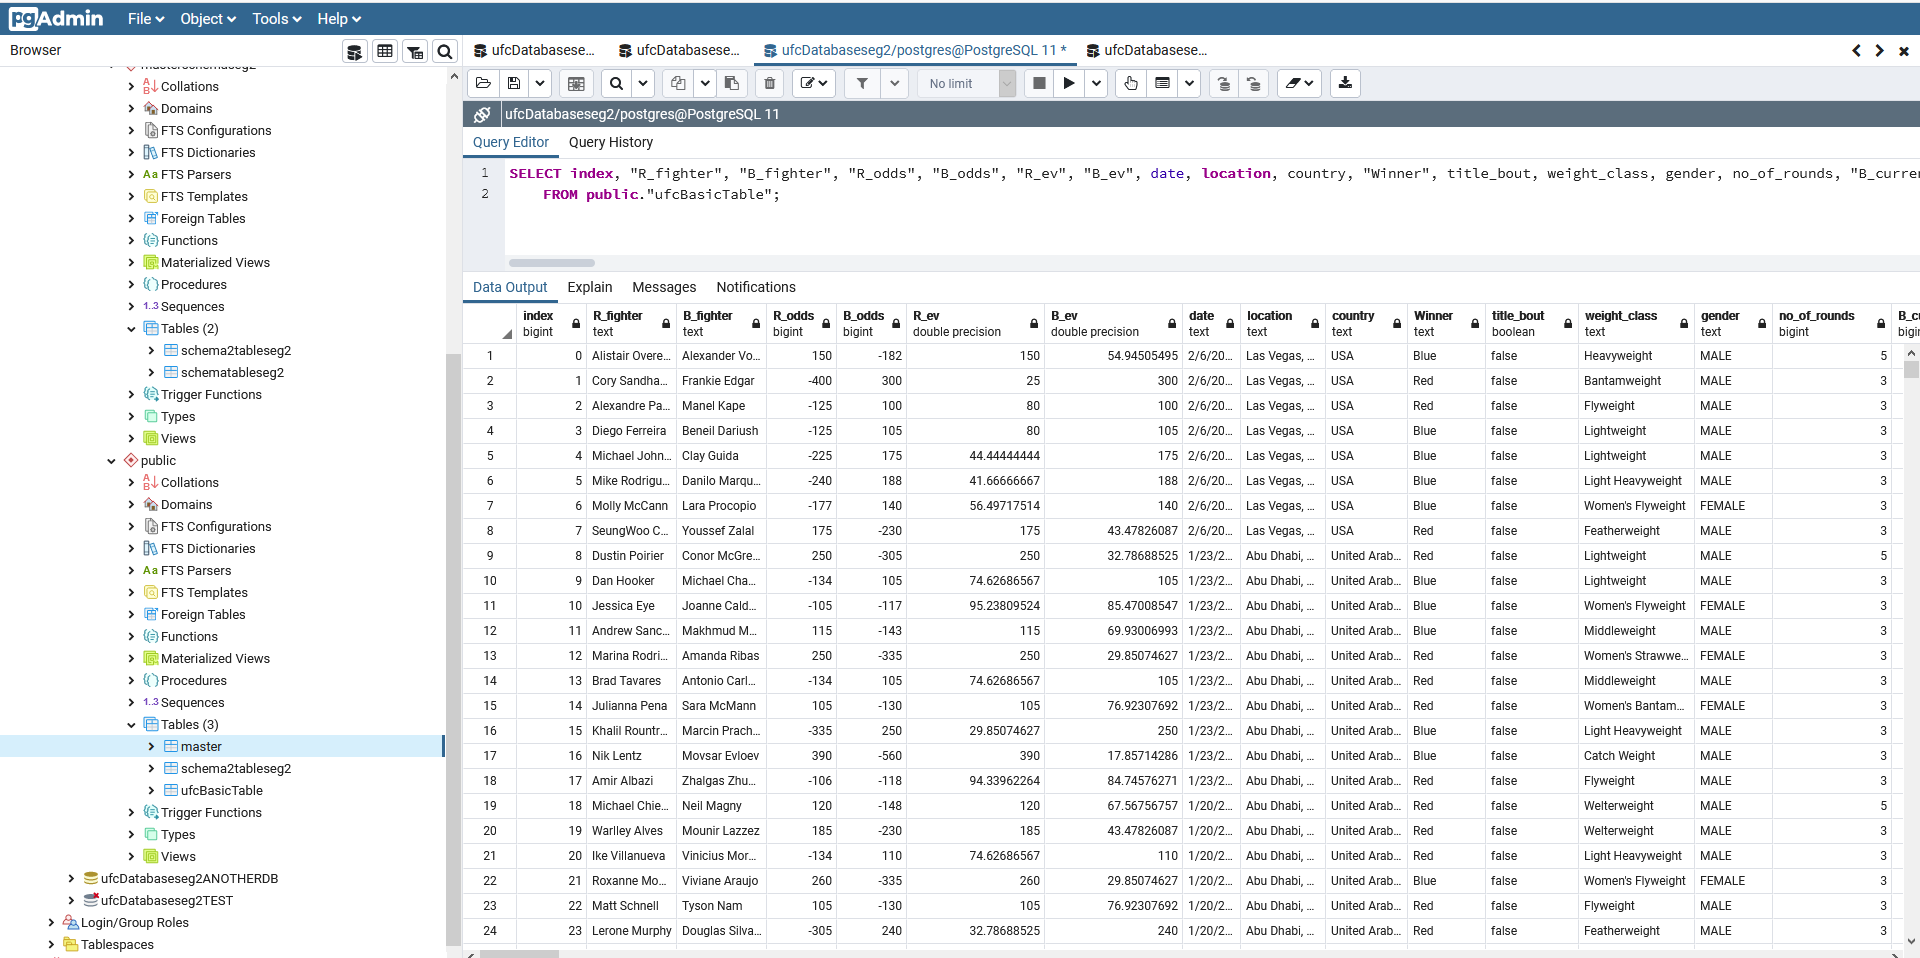 pgAdmin File Object Tools Help
Browser
ufcDatabasese... ufcDatabasese... ufcDatabaseseg2/postgres@PostgreSQL 11 * ufcDatabasese...
No limit
ufcDatabaseseg2/postgres@PostgreSQL 11
Query Editor Query History
1 SELECT index, "R_fighter", "B_fighter", "R_odds", "B_odds", "R_ev", "B_ev", date, location, country, "Winner", title_bout, weight_class, gender, no_of_rounds, "B_curre
2 FROM public."ufcBasicTable";
Data Output Explain Messages Notifications
index R_fighter B_fighter R_odds B_odds R_ev B_ev date location country Winner title_bout weight_class gender no_of_rounds B_cu
bigint text text bigint bigint double precision double precision text text text text boolean text text bigint bigin
1 0 Alistair Overe... Alexander Vo... 150 -182 150 54.94505495 2/6/20... Las Vegas, ... USA Blue false Heavyweight MALE 5
2 1 Cory Sandha... Frankie Edgar -400 300 25 300 2/6/20... Las Vegas, ... USA Red false Bantamweight MALE 3
3 2 Alexandre Pa... Manel Kape -125 100 80 100 2/6/20... Las Vegas, ... USA Red false Flyweight MALE 3
4 3 Diego Ferreira Beneil Dariush -125 105 80 105 2/6/20... Las Vegas, ... USA Blue false Lightweight MALE 3
5 4 Michael John... Clay Guida -225 175 44.44444444 175 2/6/20... Las Vegas, ... USA Blue false Lightweight MALE 3
6 5 Mike Rodrigu... Danilo Marqu... -240 188 41.66666667 188 2/6/20... Las Vegas, ... USA Blue false Light Heavyweight MALE 3
7 6 Molly McCann Lara Procopio -177 140 56.49717514 140 2/6/20... Las Vegas, ... USA Blue false Women's Flyweight FEMALE 3
8 7 SeungWoo C... Youssef Zalal 175 -230 175 43.47826087 2/6/20... Las Vegas, ... USA Red false Featherweight MALE 3
9 8 Dustin Poirier Conor McGre... 250 -305 250 32.78688525 1/23/2... Abu Dhabi, ... United Arab... Red false Lightweight MALE 5
10 9 Dan Hooker Michael Cha... -134 105 74.62686567 105 1/23/2... Abu Dhabi, ... United Arab... Blue false Lightweight MALE 3
11 10 Jessica Eye Joanne Cald... -105 -117 95.23809524 85.47008547 1/23/2... Abu Dhabi, ... United Arab... Blue false Women's Flyweight FEMALE 3
12 11 Andrew Sanc... Makhmud M... 115 -143 115 69.93006993 1/23/2... Abu Dhabi, ... United Arab... Blue false Middleweight MALE 3
13 12 Marina Rodri... Amanda Ribas 250 -335 250 29.85074627 1/23/2... Abu Dhabi, ... United Arab... Red false Women's Strawwe... FEMALE 3
14 13 Brad Tavares Antonio Carl... -134 105 74.62686567 105 1/23/2... Abu Dhabi, ... United Arab... Red false Middleweight MALE 3
15 14 Julianna Pena Sara McMann 105 -130 105 76.92307692 1/23/2... Abu Dhabi, ... United Arab... Red false Women's Bantam... FEMALE 3
16 15 Khalil Rountr... Marcin Prach... -335 250 29.85074627 250 1/23/2... Abu Dhabi, ... United Arab... Blue false Light Heavyweight MALE 3
17 16 Nik Lentz Movsar Evloev 390 -560 390 17.85714286 1/23/2... Abu Dhabi, ... United Arab... Blue false Catch Weight MALE 3
18 17 Amir Albazi Zhalgas Zhu... -106 -118 94.33962264 84.74576271 1/23/2... Abu Dhabi, ... United Arab... Red false Flyweight MALE 3
19 18 Michael Chie... Neil Magny 120 -148 120 67.56756757 1/20/2... Abu Dhabi, ... United Arab... Red false Welterweight MALE 5
20 19 Warlley Alves Mounir Lazzez 185 -230 185 43.47826087 1/20/2... Abu Dhabi, ... United Arab... Red false Welterweight MALE 3
21 20 Ike Villanueva Vinicius Mor... -134 110 74.62686567 110 1/20/2... Abu Dhabi, ... United Arab... Red false Light Heavyweight MALE 3
22 21 Roxanne Mo... Viviane Araujo 260 -335 260 29.85074627 1/20/2... Abu Dhabi, ... United Arab... Blue false Women's Flyweight FEMALE 3
23 22 Matt Schnell Tyson Nam 105 -130 105 76.92307692 1/20/2... Abu Dhabi, ... United Arab... Red false Flyweight MALE 3
24 23 Lerone Murphy Douglas Silva... -305 240 32.78688525 240 1/20/2... Abu Dhabi, ... United Arab... Red false Featherweight MALE 3
Collations
Domains
FTS Configurations
FTS Dictionaries
Aa FTS Parsers
FTS Templates
Foreign Tables
Functions
Materialized Views
Procedures
1..3 Sequences
Tables (2)
schema2tableseg2
schematableseg2
Trigger Functions
Types
Views
public
Collations
Domains
FTS Configurations
FTS Dictionaries
Aa FTS Parsers
FTS Templates
Foreign Tables
Functions
Materialized Views
Procedures
1..3 Sequences
Tables (3)
master
schema2tableseg2
ufcBasicTable
Trigger Functions
Types
Views
ufcDatabaseseg2ANOTHERDB
ufcDatabaseseg2TEST
Login/Group Roles
Tablespaces